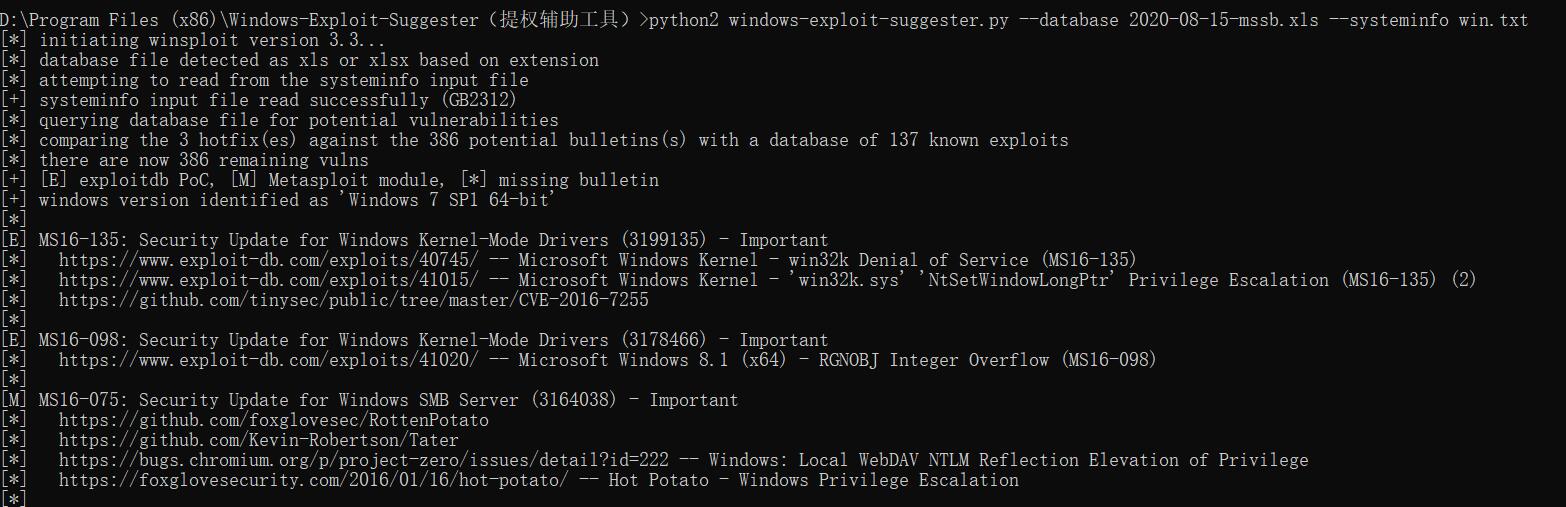 D:\Program Files (x86)\Windows-Exploit-Suggester（提权辅助工具）>python2 windows-exploit-suggester.py --database 2020-08-15-mssb.xls --systeminfo win.txt
[*] initiating winsploit version 3.3...
[*] database file detected as xls or xlsx based on extension
[*] attempting to read from the systeminfo input file
[+] systeminfo input file read successfully (GB2312)
[*] querying database file for potential vulnerabilities
[*] comparing the 3 hotfix(es) against the 386 potential bulletins(s) with a database of 137 known exploits
[*] there are now 386 remaining vulns
[+] [E] exploitdb PoC, [M] Metasploit module, [*] missing bulletin
[+] windows version identified as 'Windows 7 SP1 64-bit'
[*]
[E] MS16-135: Security Update for Windows Kernel-Mode Drivers (3199135) - Important
[*]   https://www.exploit-db.com/exploits/40745/ -- Microsoft Windows Kernel - win32k Denial of Service (MS16-135)
[*]   https://www.exploit-db.com/exploits/41015/ -- Microsoft Windows Kernel - 'win32k.sys' 'NtSetWindowLongPtr' Privilege Escalation (MS16-135) (2)
[*]   https://github.com/tinysec/public/tree/master/CVE-2016-7255
[*]
[E] MS16-098: Security Update for Windows Kernel-Mode Drivers (3178466) - Important
[*]   https://www.exploit-db.com/exploits/41020/ -- Microsoft Windows 8.1 (x64) - RGNOBJ Integer Overflow (MS16-098)
[*]
[M] MS16-075: Security Update for Windows SMB Server (3164038) - Important
[*]   https://github.com/foxglovesec/RottenPotato
[*]   https://github.com/Kevin-Robertson/Tater
[*]   https://bugs.chromium.org/p/project-zero/issues/detail?id=222 -- Windows: Local WebDAV NTLM Reflection Elevation of Privilege
[*]   https://foxglovesecurity.com/2016/01/16/hot-potato/ -- Hot Potato - Windows Privilege Escalation
[*]